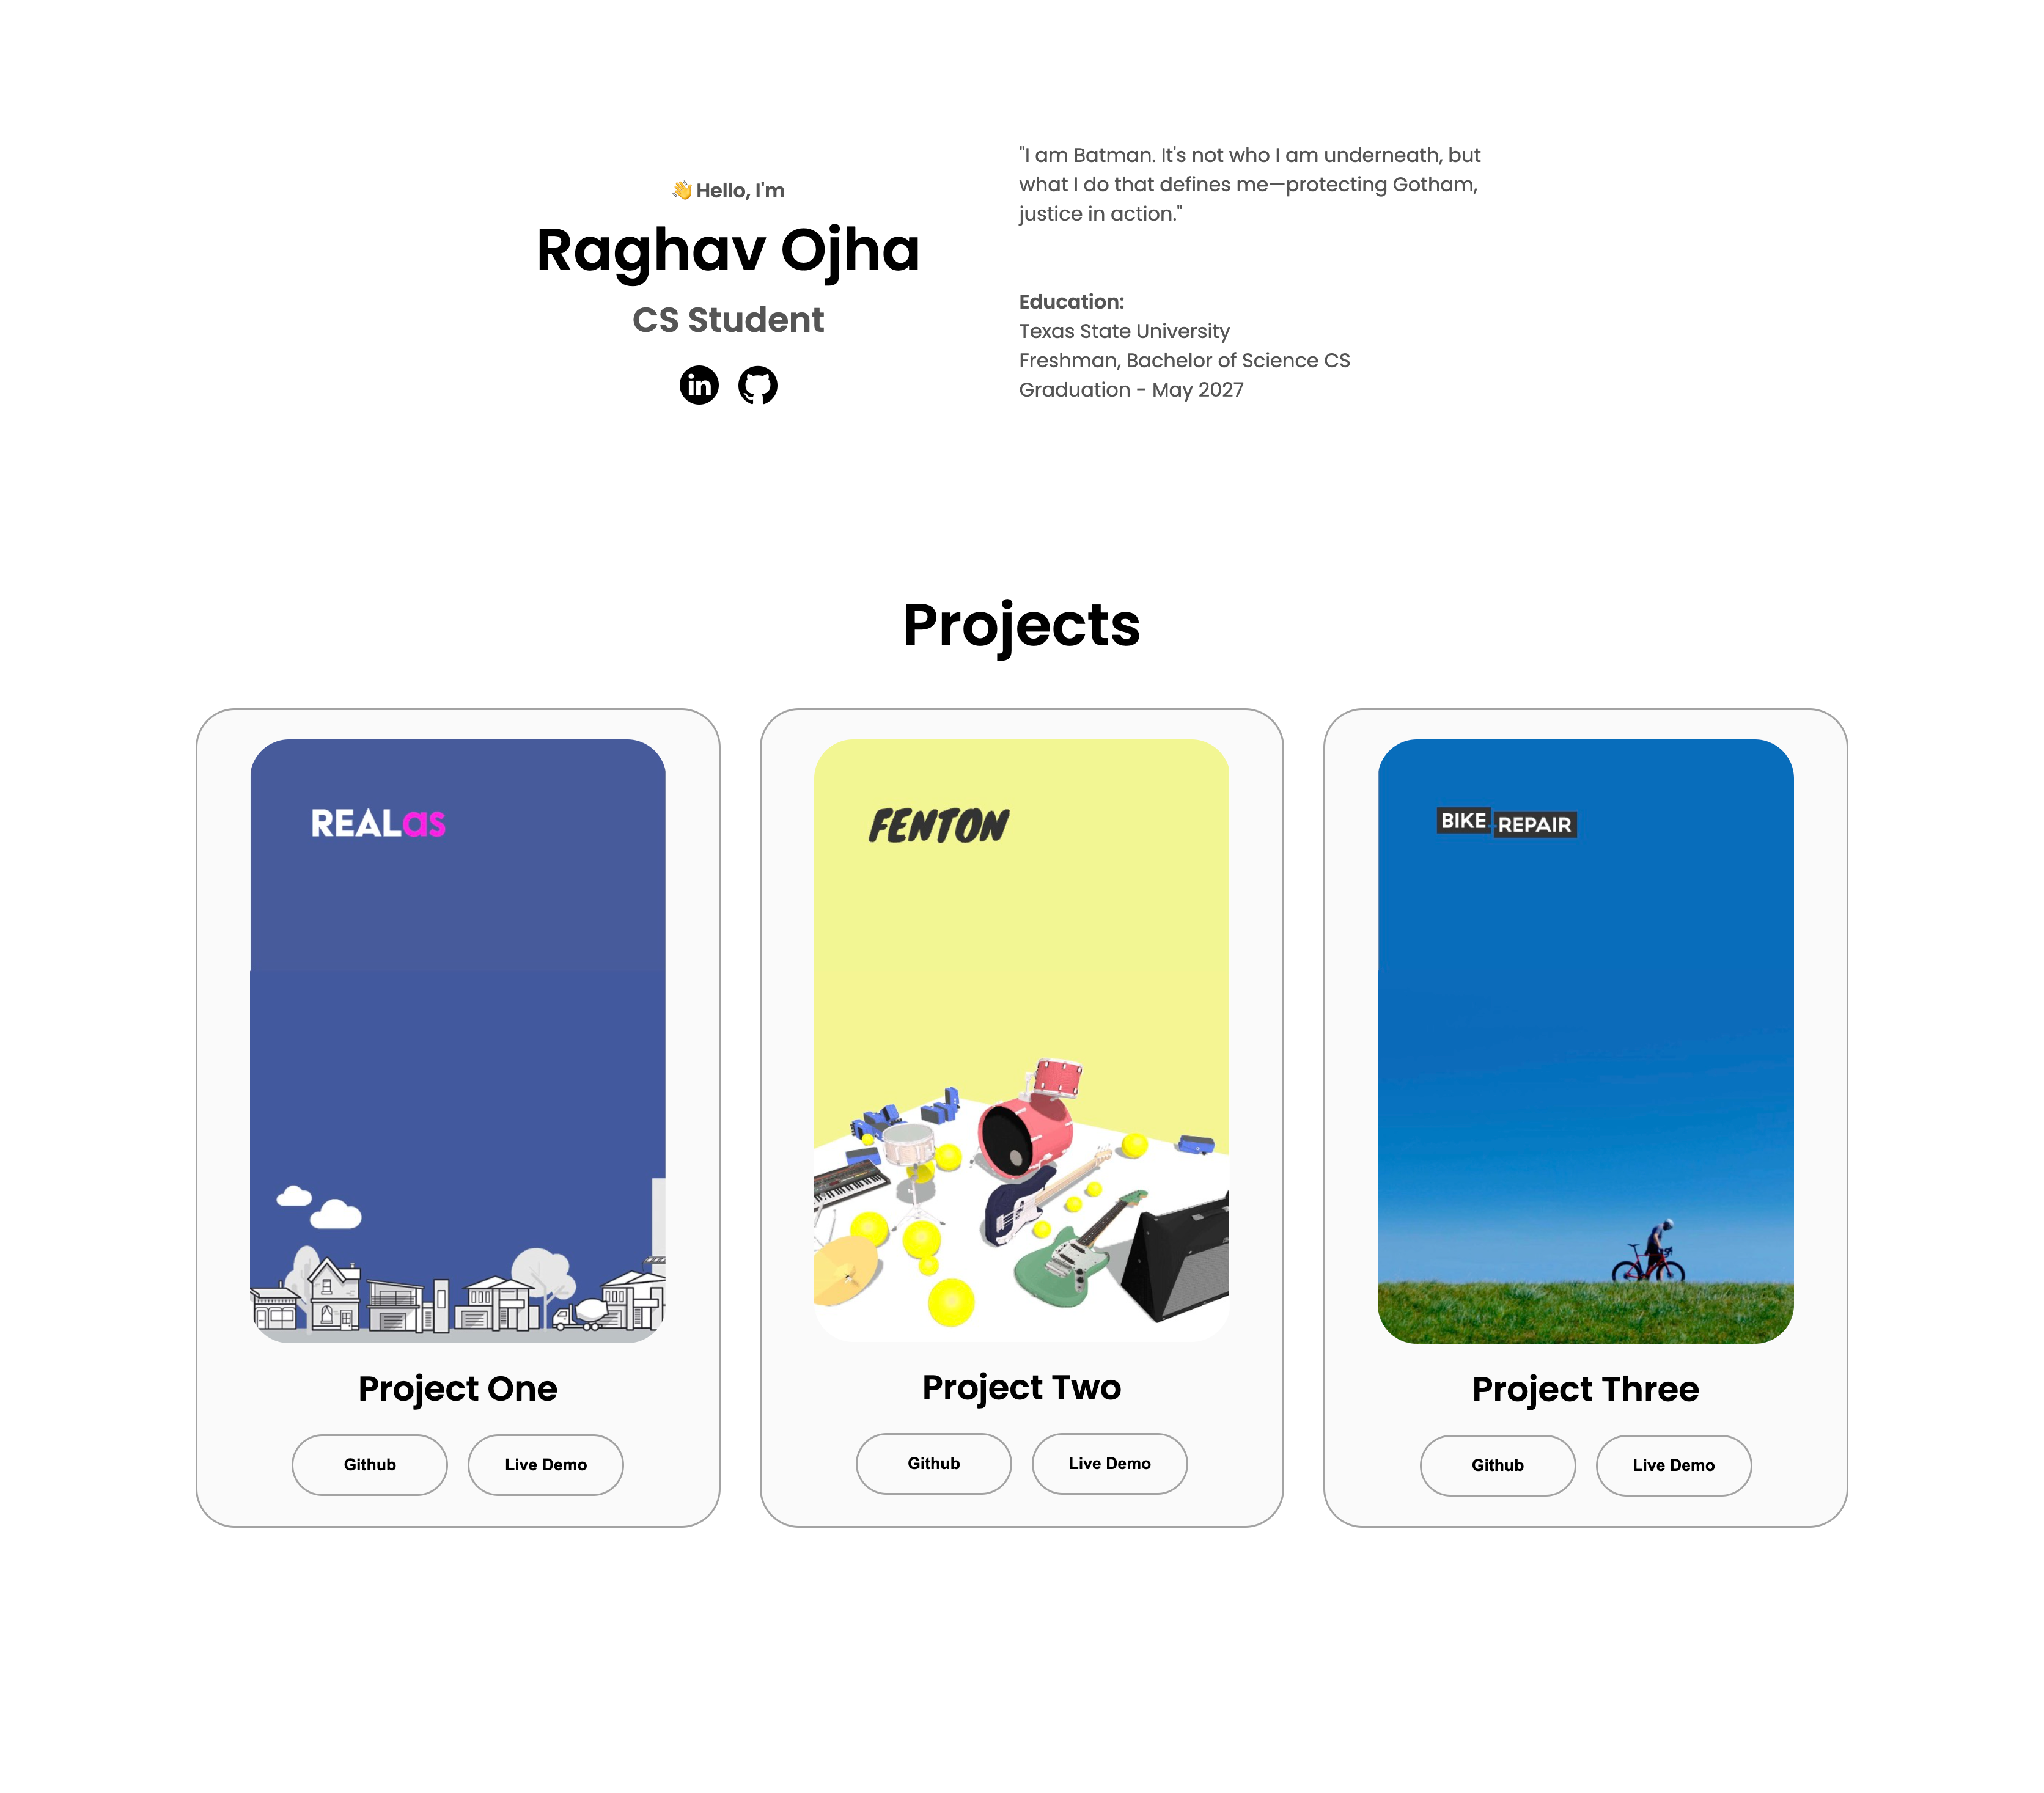 👋 Hello, I'm
Raghav Ojha
CS Student
in
"I am Batman. It's not who I am underneath, but
what I do that defines me—protecting Gotham,
justice in action."
Education:
Texas State University
Freshman, Bachelor of Science CS
Graduation - May 2027
Projects
REALas
Project One
Github
Live Demo
FENTON
Project Two
Github
Live Demo
BIKE+REPAIR
Project Three
Github
Live Demo